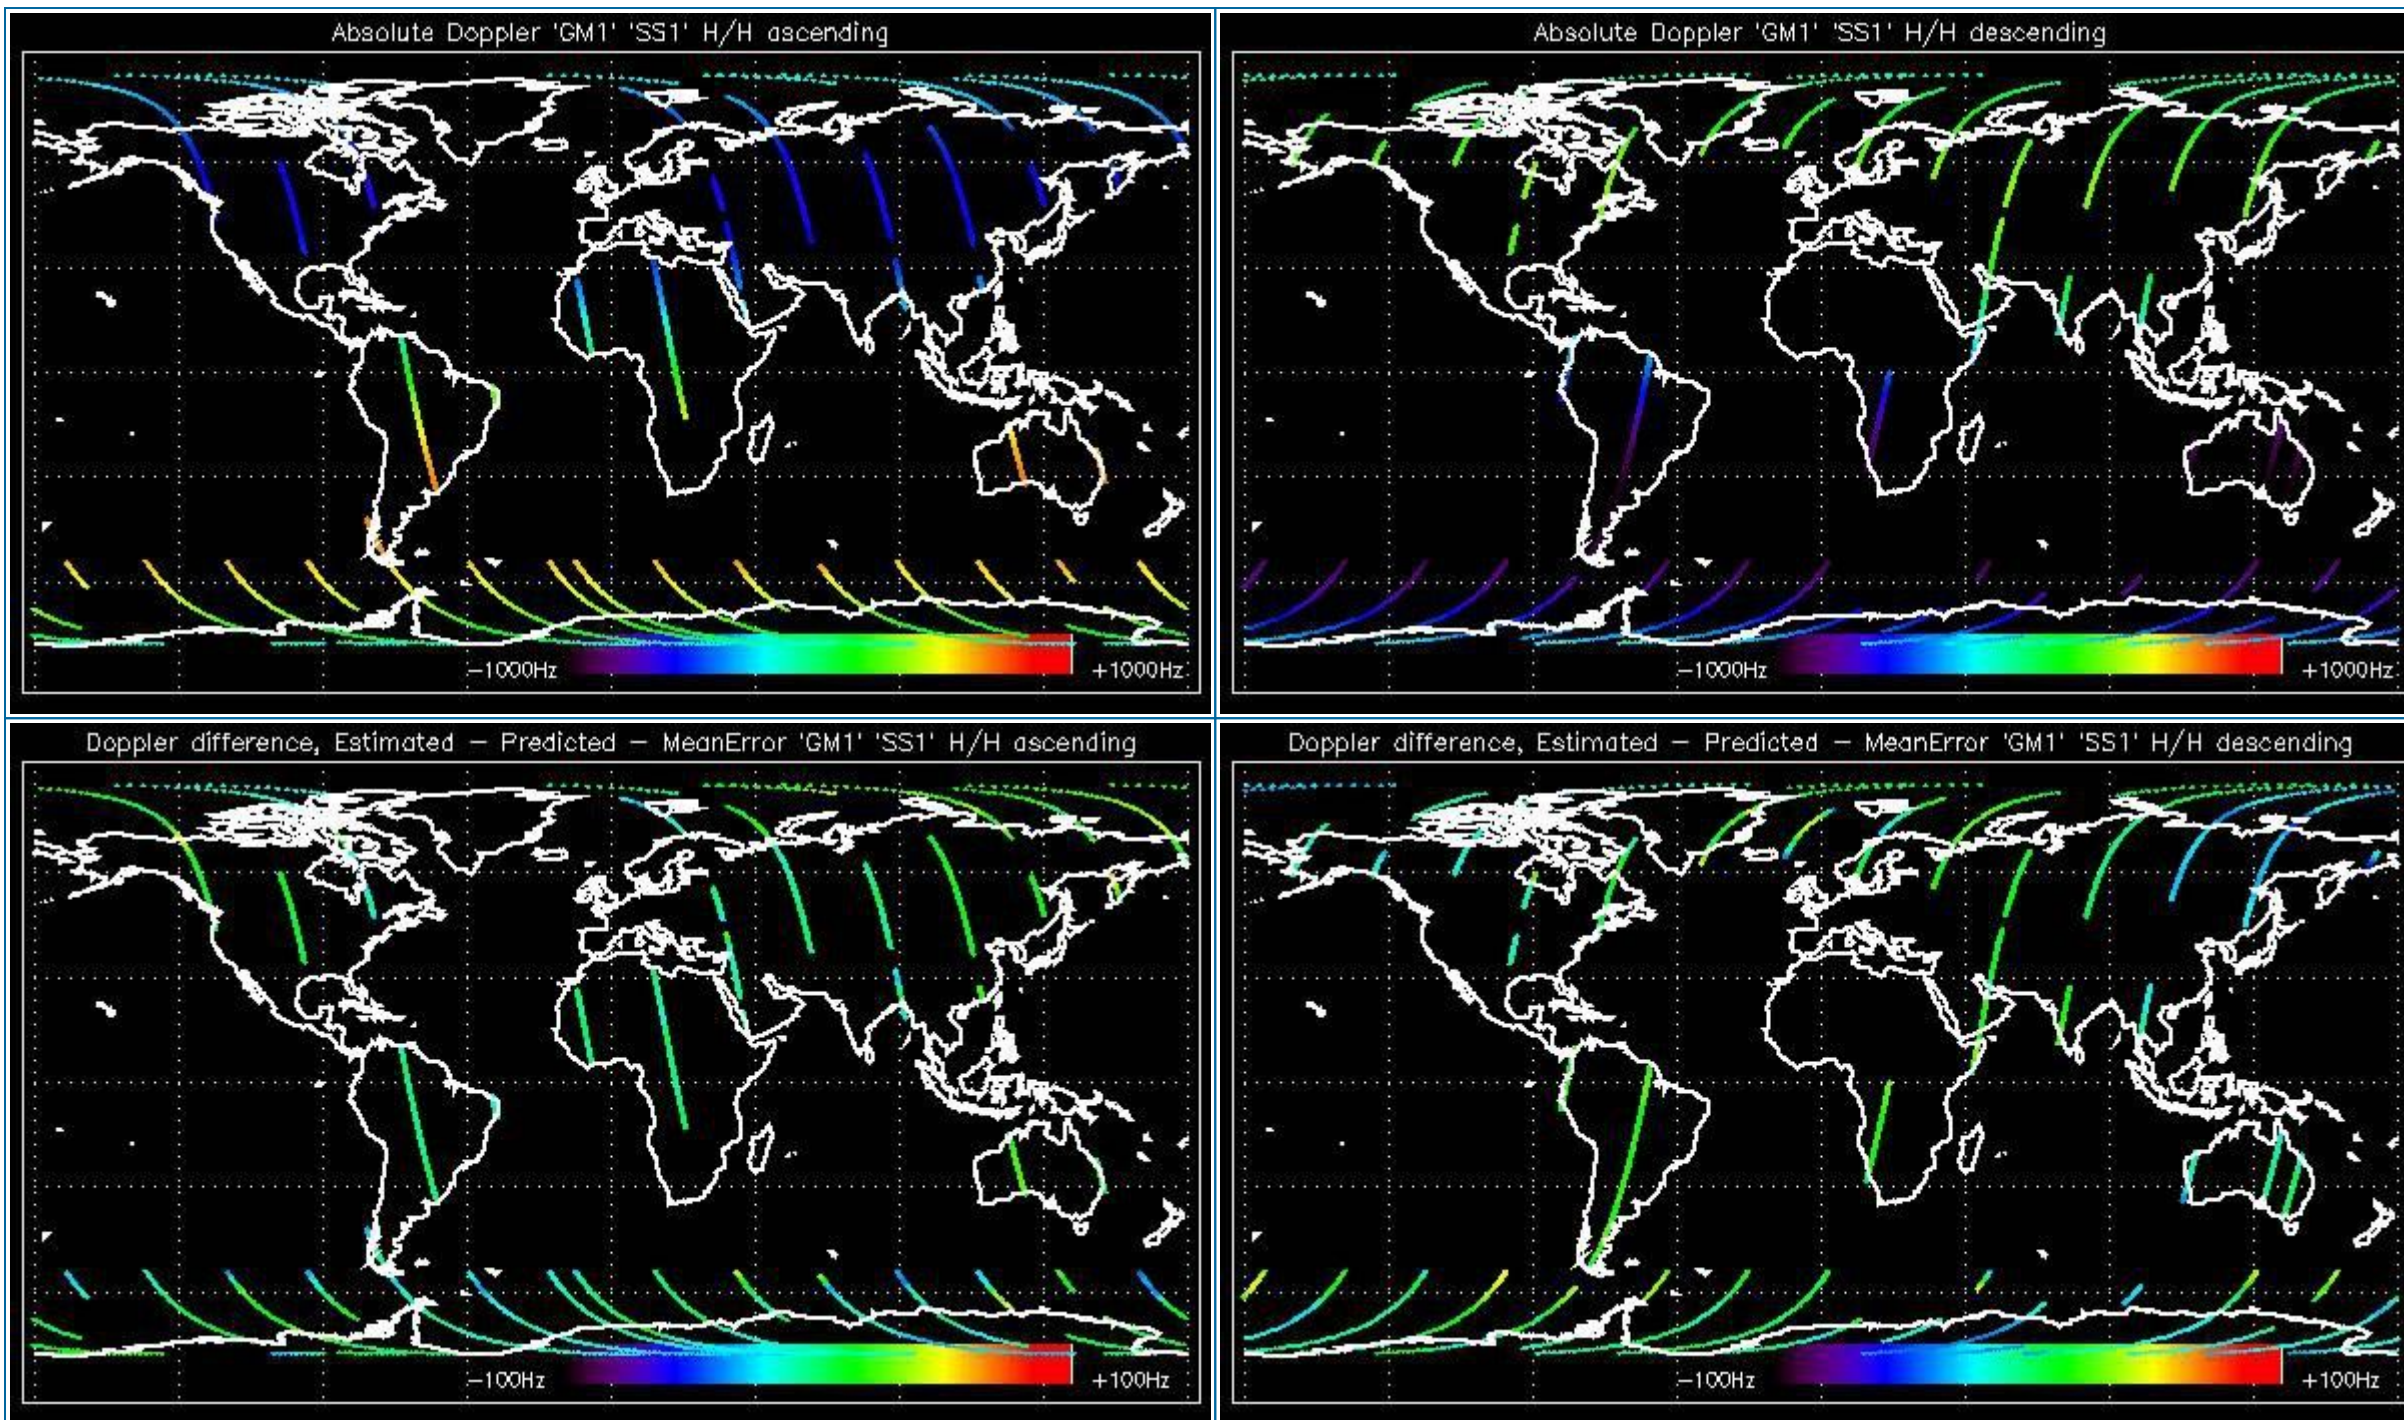 Absolute Doppler 'GM1' 'SS1' H/H ascending
-1000Hz
+1000Hz
Absolute Doppler 'GM1' 'SS1' H/H descending
-1000Hz
+1000Hz
Doppler difference, Estimated - Predicted - MeanError 'GM1' 'SS1' H/H ascending
-100Hz
+100Hz
Doppler difference, Estimated - Predicted - MeanError 'GM1' 'SS1' H/H descending
-100Hz
+100Hz